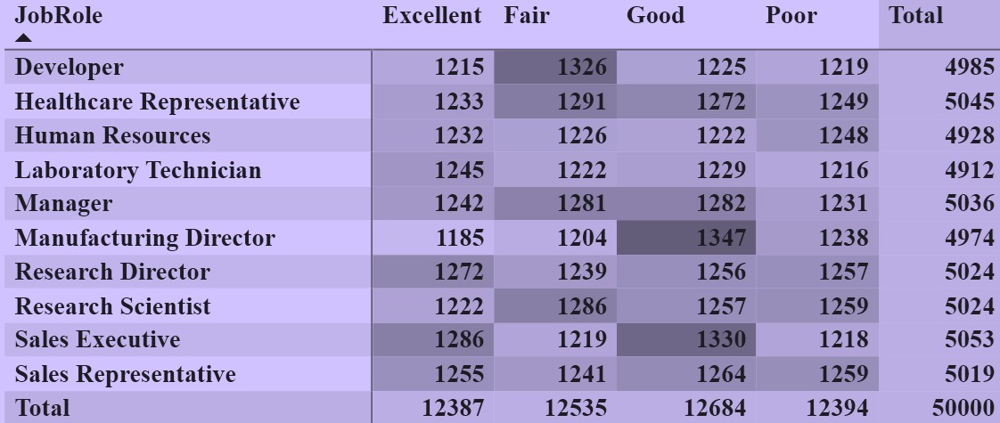 JobRole Excellent Fair Good Poor Total
Developer 1215 1326 1225 1219 4985
Healthcare Representative 1233 1291 1272 1249 5045
Human Resources 1232 1226 1222 1248 4928
Laboratory Technician 1245 1222 1229 1216 4912
Manager 1242 1281 1282 1231 5036
Manufacturing Director 1185 1204 1347 1238 4974
Research Director 1272 1239 1256 1257 5024
Research Scientist 1222 1286 1257 1259 5024
Sales Executive 1286 1219 1330 1218 5053
Sales Representative 1255 1241 1264 1259 5019
Total 12387 12535 12684 12394 50000